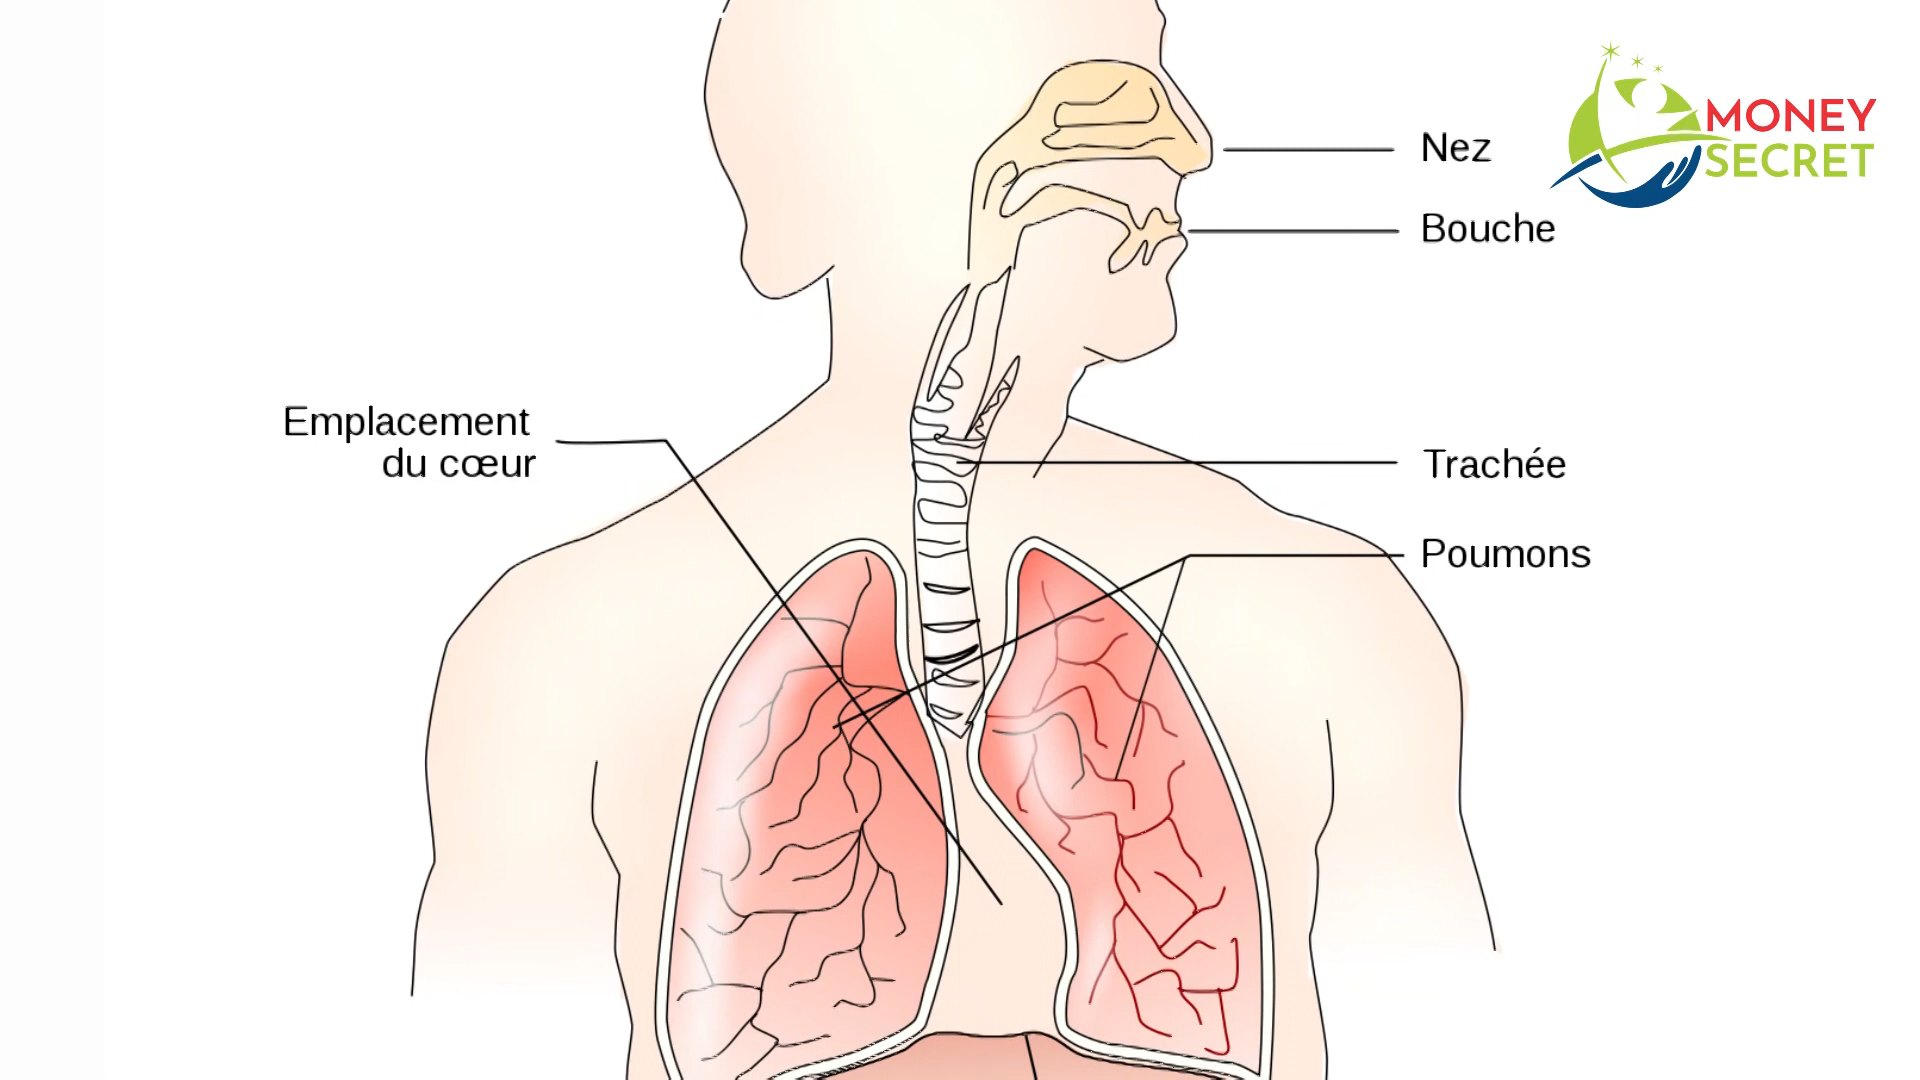 MONEY
SECRET
Nez
Bouche
Emplacement
du cœur
Trachée
Poumons